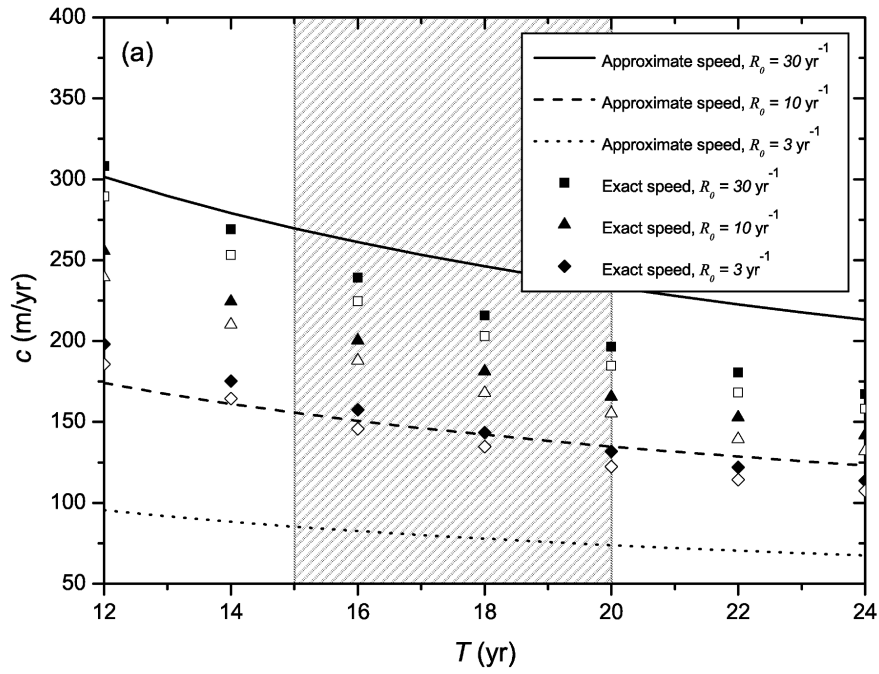 (a)
400
350
300
250
200
150
100
50
c (m/yr)
Approximate speed, R₀ = 30 yr⁻¹
Approximate speed, R₀ = 10 yr⁻¹
Approximate speed, R₀ = 3 yr⁻¹
Exact speed, R₀ = 30 yr⁻¹
Exact speed, R₀ = 10 yr⁻¹
Exact speed, R₀ = 3 yr⁻¹
12 14 16 18 20 22 24
T (yr)